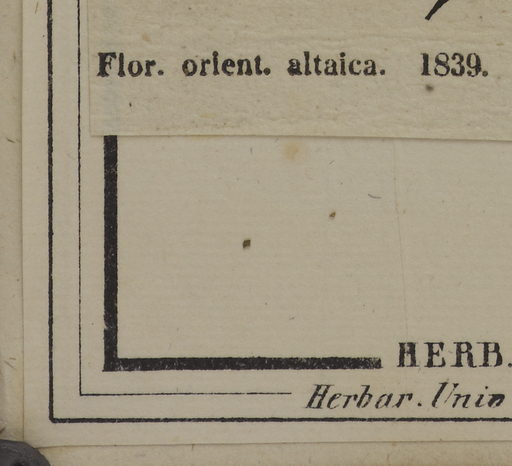 Flor. orient. altaica. 1839.
HERB.
Herbar. Univ